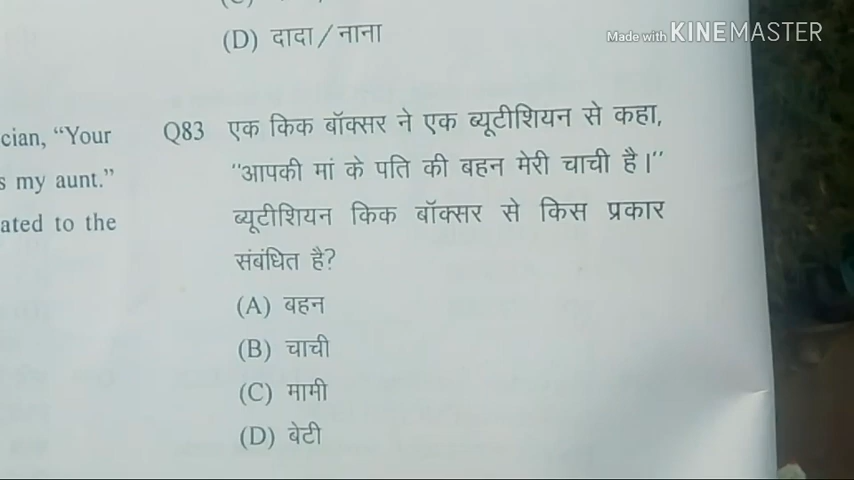 (D) दादा/नाना
Made with KINEMASTER
cian, “Your
s my aunt.”
ated to the
Q83 एक किक बॉक्सर ने एक ब्यूटीशियन से कहा,
“आपकी मां के पति की बहन मेरी चाची है।”
ब्यूटीशियन किक बॉक्सर से किस प्रकार
संबंधित है?
(A) बहन
(B) चाची
(C) मामी
(D) बेटी